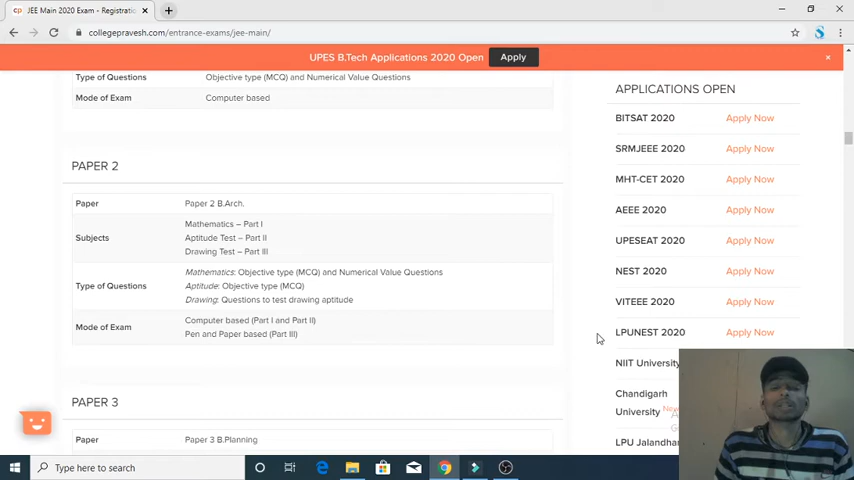 JEE Main 2020 Exam - Registratio
collegepravesh.com/entrance-exams/jee-main/
UPES B.Tech Applications 2020 Open Apply
Type of Questions Objective type (MCQ) and Numerical Value Questions
Mode of Exam Computer based
PAPER 2
Paper Paper 2 B.Arch.
Subjects Mathematics – Part I
Aptitude Test – Part II
Drawing Test – Part III
Type of Questions Mathematics: Objective type (MCQ) and Numerical Value Questions
Aptitude: Objective type (MCQ)
Drawing: Questions to test drawing aptitude
Mode of Exam Computer based (Part I and Part II)
Pen and Paper based (Part III)
PAPER 3
Paper Paper 3 B.Planning
APPLICATIONS OPEN
BITSAT 2020 Apply Now
SRMJEEE 2020 Apply Now
MHT-CET 2020 Apply Now
AEEE 2020 Apply Now
UPESEAT 2020 Apply Now
NEST 2020 Apply Now
VITEEE 2020 Apply Now
LPUNEST 2020 Apply Now
NIIT University
Chandigarh
University New
LPU Jalandhar
Type here to search